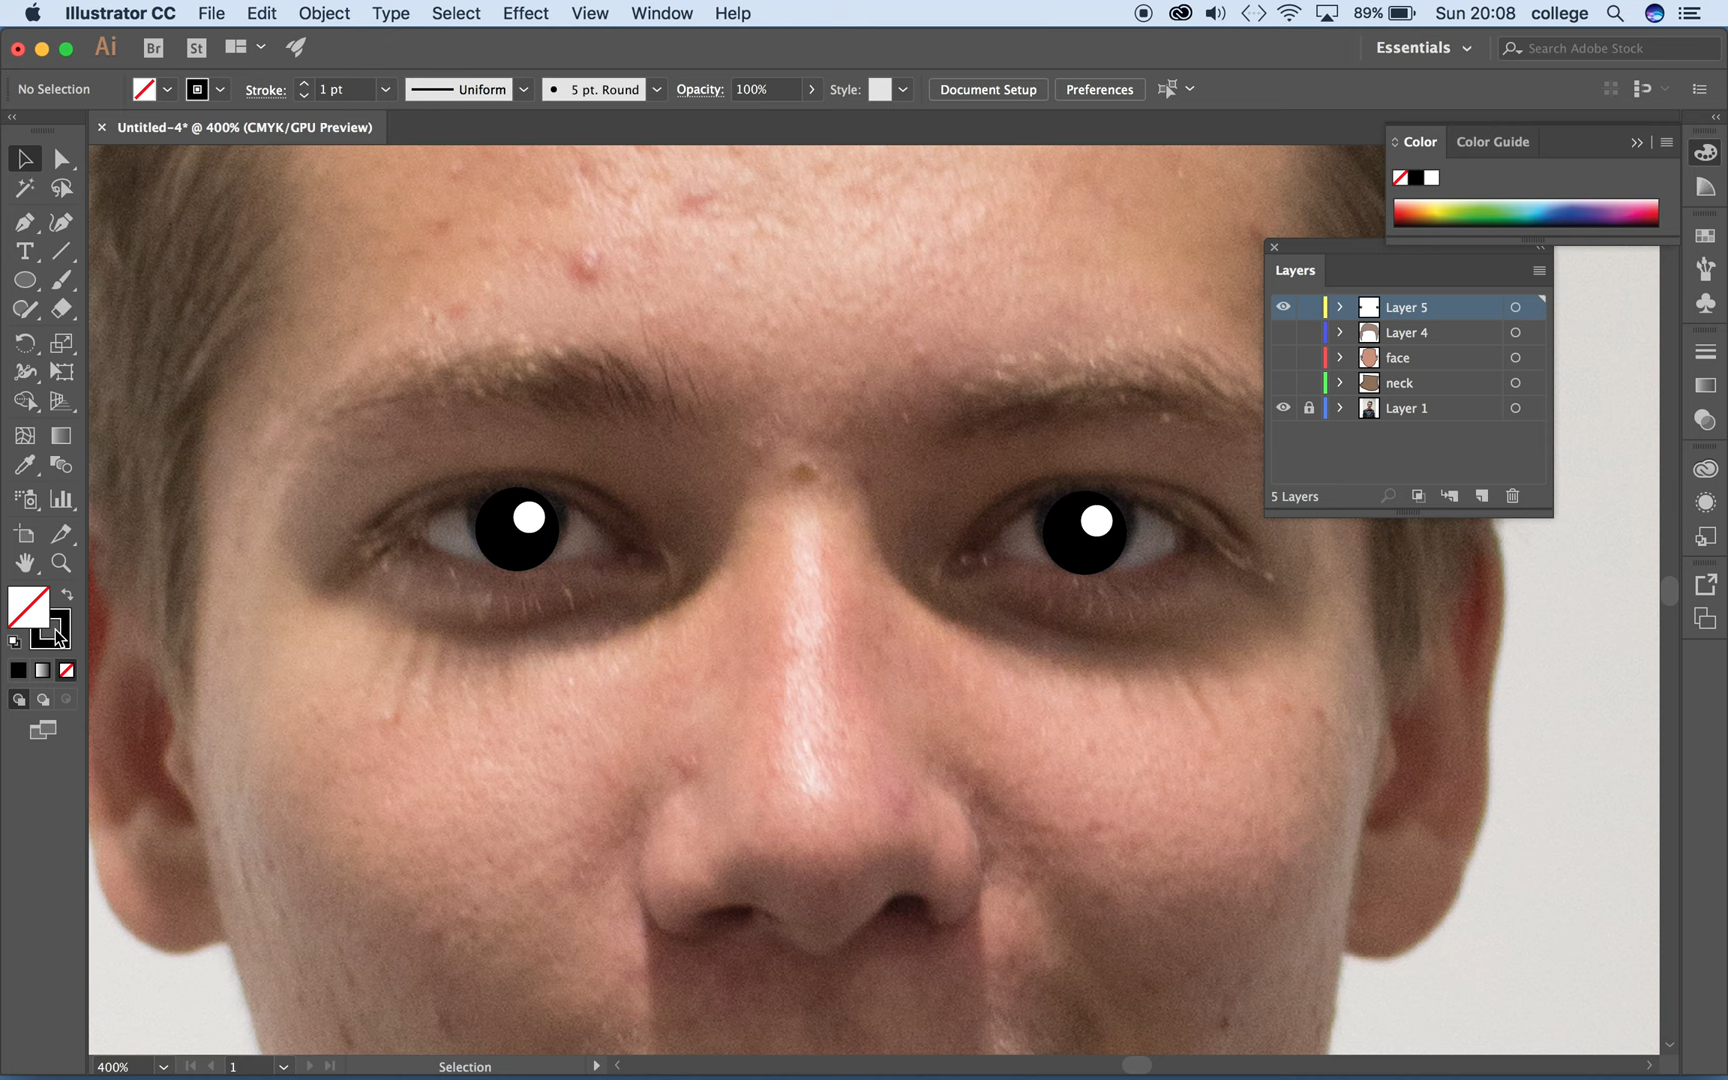 Illustrator CC File Edit Object Type Select Effect View Window Help 89% Sun 20:08 college
Ai Br St Essentials Search Adobe Stock
No Selection Stroke: 1 pt Uniform 5 pt. Round Opacity: 100% Style: Document Setup Preferences
Untitled-4* @ 400% (CMYK/GPU Preview)
Color Color Guide
Layers
Layer 5
Layer 4
face
neck
Layer 1
5 Layers
400% 1 Selection